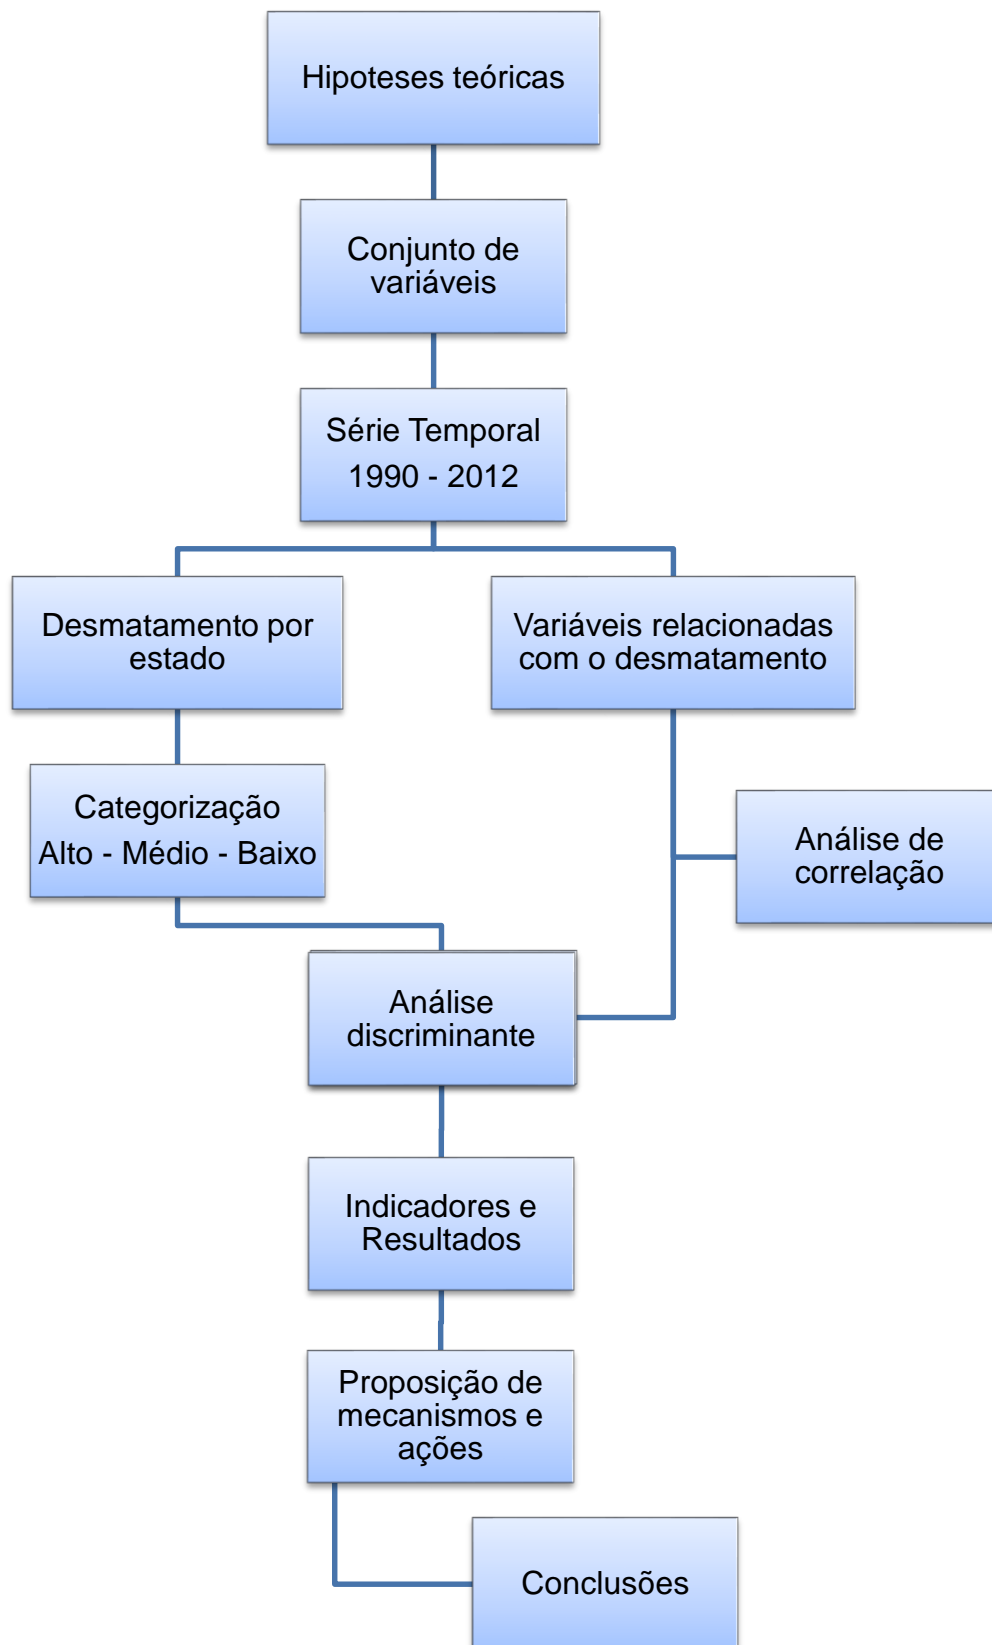 Hipoteses teóricas
Conjunto de
variáveis
Série Temporal
1990 - 2012
Desmatamento por
estado
Variáveis relacionadas
com o desmatamento
Categorização
Alto - Médio - Baixo
Análise de
correlação
Análise
discriminante
Indicadores e
Resultados
Proposição de
mecanismos e
ações
Conclusões